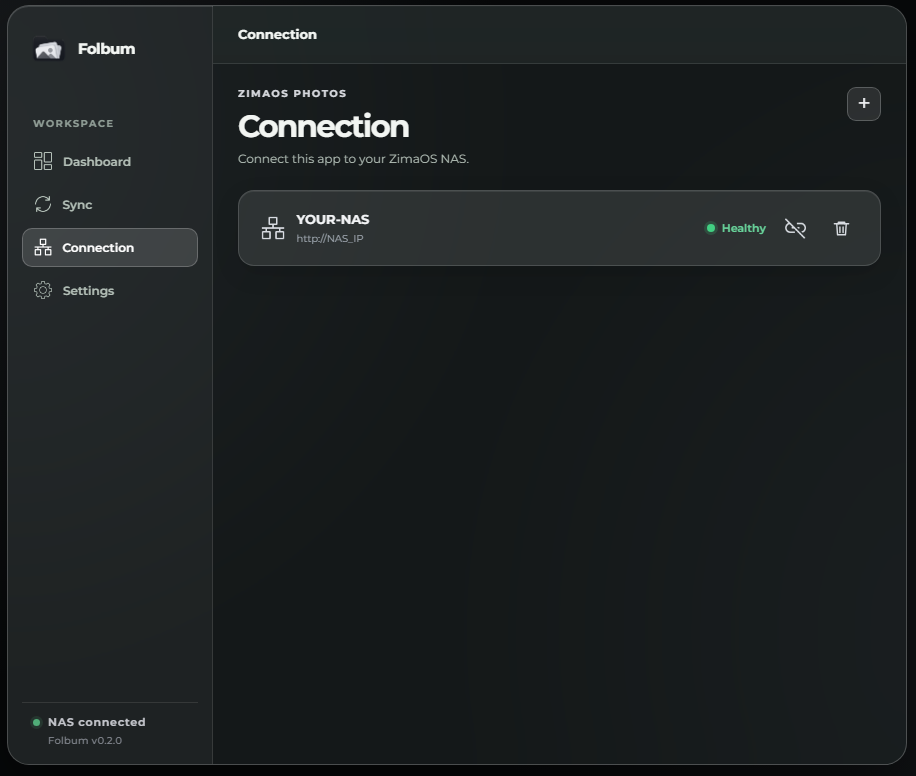 Folbum
WORKSPACE
Dashboard
Sync
Connection
Settings
NAS connected
Folbum v0.2.0
Connection
ZIMAOS PHOTOS
Connection
Connect this app to your ZimaOS NAS.
+
YOUR-NAS
http://NAS_IP
Healthy